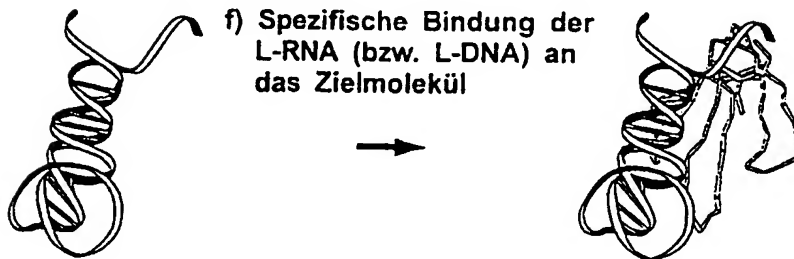 f) Spezifische Bindung der
L-RNA (bzw. L-DNA) an
das Zielmolekül